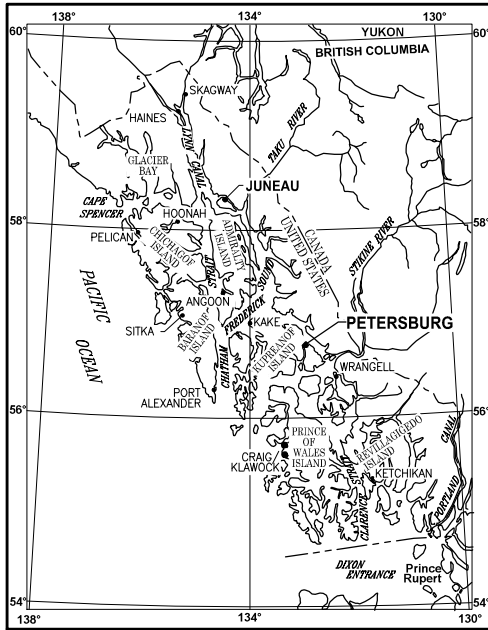 138°
134°
130°
60°
60°
YUKON
BRITISH COLUMBIA
SKAGWAY
HAINES
LYNN
CANAL
TAKU RIVER
GLACIER
BAY
JUNEAU
CAPE
SPENCER
HOONAH
58°
58°
PELICAN
CHICHAGOF
ISLAND
ADMIRALTY
ISLAND
CANADA
UNITED STATES
STIKINE RIVER
PACIFIC
OCEAN
STRAIT
CHATHAM
FREDERICK
SOUND
ANGOON
SITKA
BARANOF
ISLAND
KAKE
KUPREANOF
ISLAND
PETERSBURG
WRANGELL
PORT
ALEXANDER
56°
56°
PRINCE
OF
WALES
ISLAND
CRAIG
KLAWOCK
REVILLAGIGEDO
ISLAND
KETCHIKAN
CLARENCE
STRAIT
PORTLAND
CANAL
DIXON
ENTRANCE
Prince
Rupert
54°
54°
138°
134°
130°